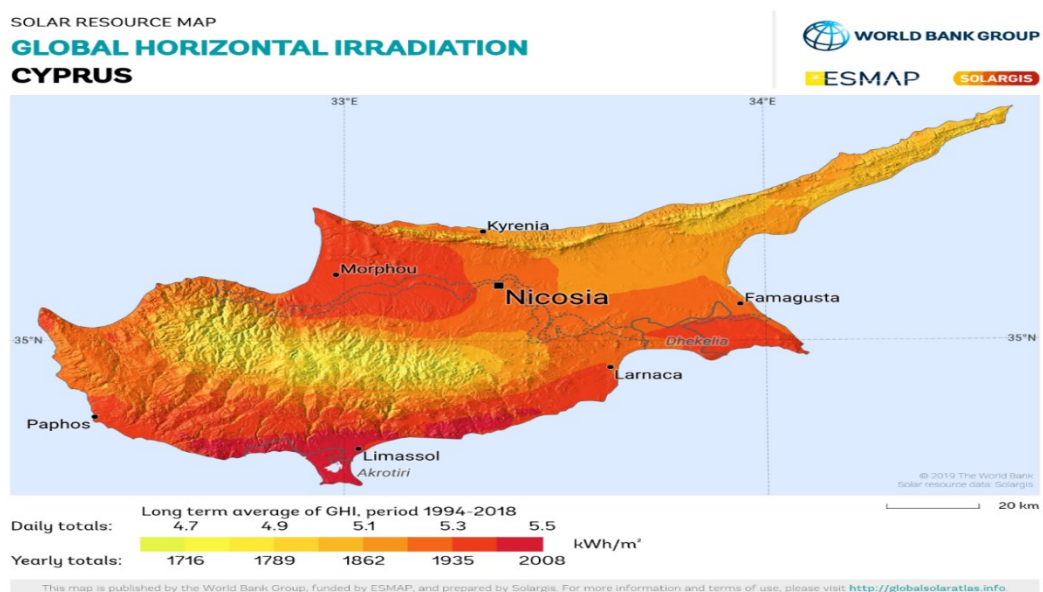 SOLAR RESOURCE MAP
GLOBAL HORIZONTAL IRRADIATION
CYPRUS
WORLD BANK GROUP
ESMAP
SOLARGIS
33°E
34°E
Kyrenia
Morphou
Nicosia
Famagusta
35°N
35°N
Dhekelia
Larnaca
Paphos
Limassol
Akrotiri
© 2019 The World Bank
Solar resource data: Solargis
20 km
Long term average of GHI, period 1994-2018
Daily totals: 4.7 4.9 5.1 5.3 5.5
kWh/m²
Yearly totals: 1716 1789 1862 1935 2008
This map is published by the World Bank Group, funded by ESMAP, and prepared by Solargis. For more information and terms of use, please visit http://globalsolaratlas.info.